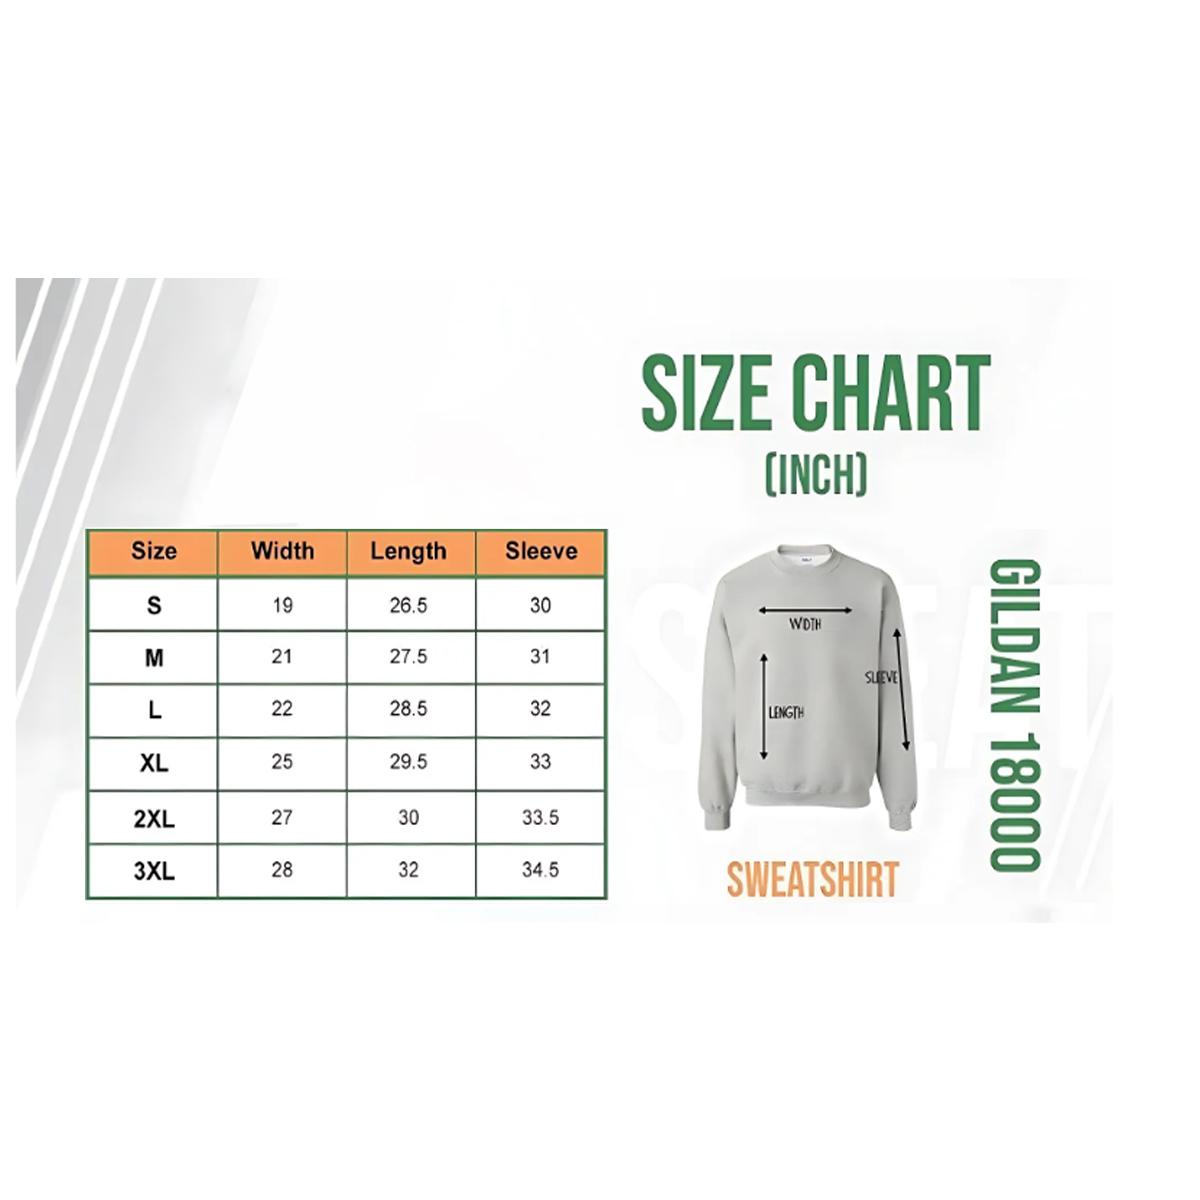 SIZE CHART
(INCH)
Size Width Length Sleeve
S 19 26.5 30
M 21 27.5 31
L 22 28.5 32
XL 25 29.5 33
2XL 27 30 33.5
3XL 28 32 34.5
WIDTH
SLEEVE
LENGTH
SWEATSHIRT
GILDAN 18000